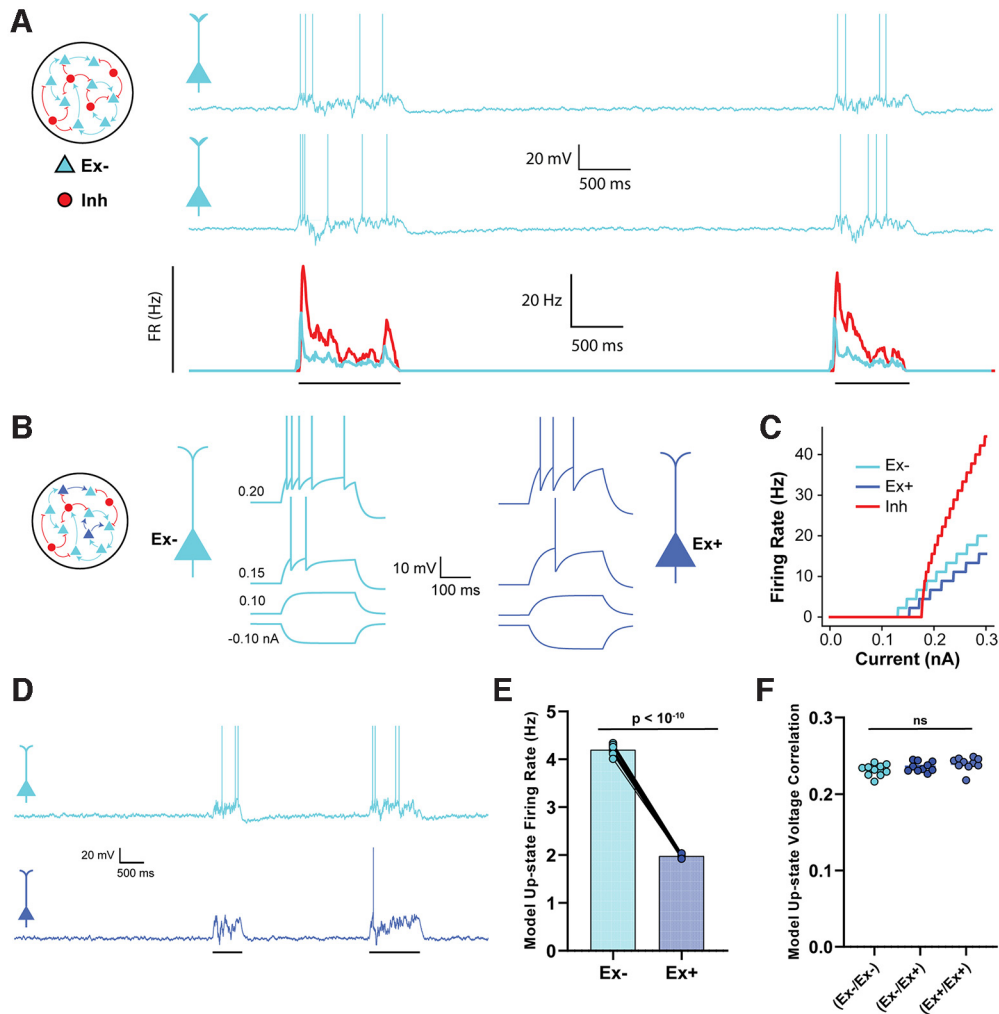 A
Ex-
Inh
20 mV
500 ms
FR (Hz)
20 Hz
500 ms
B
Ex-
0.20
0.15
0.10
-0.10 nA
10 mV
100 ms
Ex+
C
Firing Rate (Hz)
40
30
20
10
0
Ex-
Ex+
Inh
0.0
0.1
0.2
0.3
Current (nA)
D
20 mV
500 ms
E
Model Up-state Firing Rate (Hz)
5
4
3
2
1
0
p < 10⁻¹⁰
Ex-
Ex+
F
Model Up-state Voltage Correlation
0.3
0.2
0.1
0.0
ns
(Ex-/Ex-)
(Ex-/Ex+)
(Ex+/Ex+)